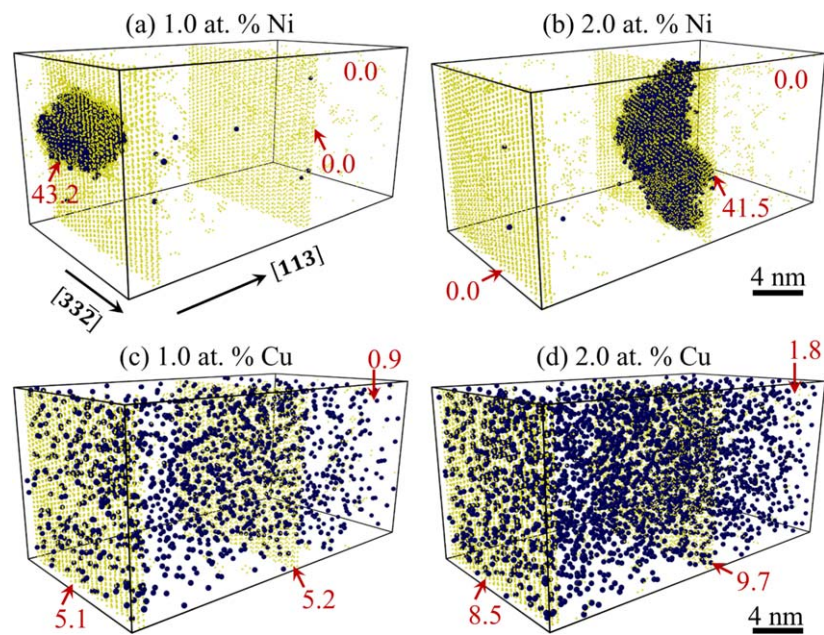 (a) 1.0 at. % Ni
0.0
0.0
43.2
[332̄]
[113]
(b) 2.0 at. % Ni
0.0
41.5
0.0
4 nm
(c) 1.0 at. % Cu
0.9
5.1
5.2
(d) 2.0 at. % Cu
1.8
8.5
9.7
4 nm